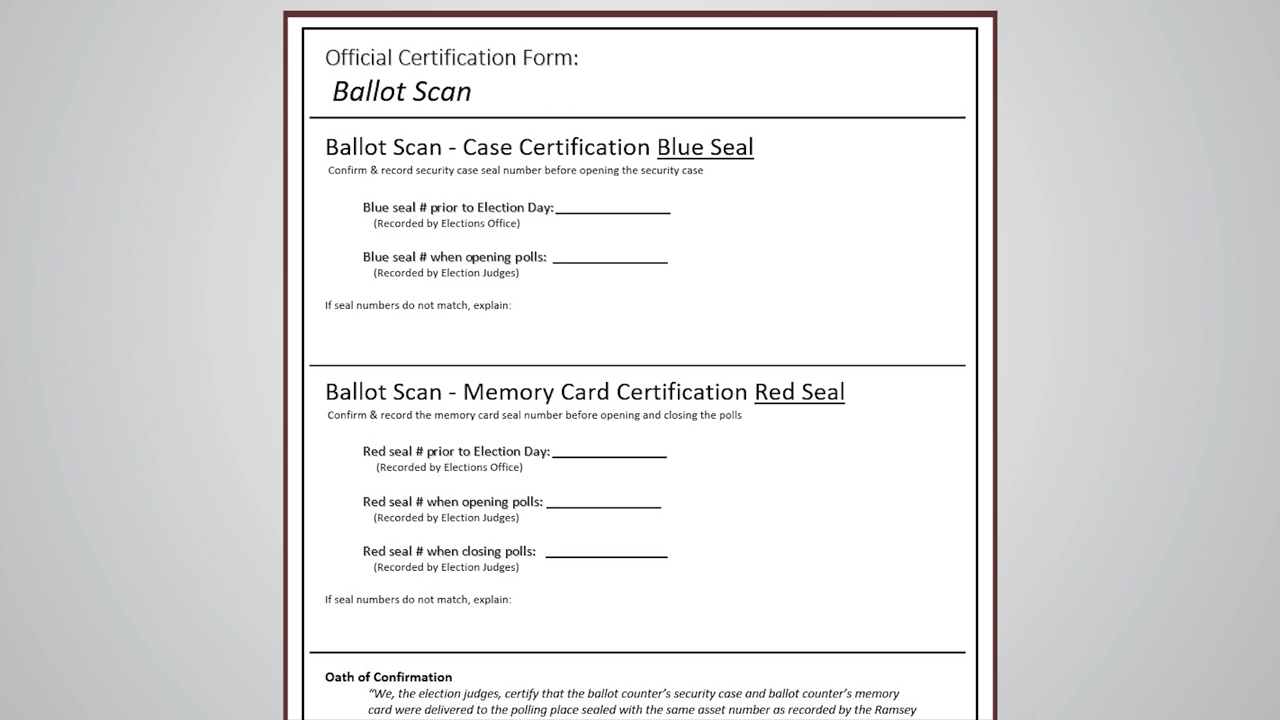 Official Certification Form:
Ballot Scan
Ballot Scan - Case Certification Blue Seal
Confirm & record security case seal number before opening the security case
Blue seal # prior to Election Day:
(Recorded by Elections Office)
Blue seal # when opening polls:
(Recorded by Election Judges)
If seal numbers do not match, explain:
Ballot Scan - Memory Card Certification Red Seal
Confirm & record the memory card seal number before opening and closing the polls
Red seal # prior to Election Day:
(Recorded by Elections Office)
Red seal # when opening polls:
(Recorded by Election Judges)
Red seal # when closing polls:
(Recorded by Election Judges)
If seal numbers do not match, explain:
Oath of Confirmation
“We, the election judges, certify that the ballot counter’s security case and ballot counter’s memory
card were delivered to the polling place sealed with the same asset number as recorded by the Ramsey